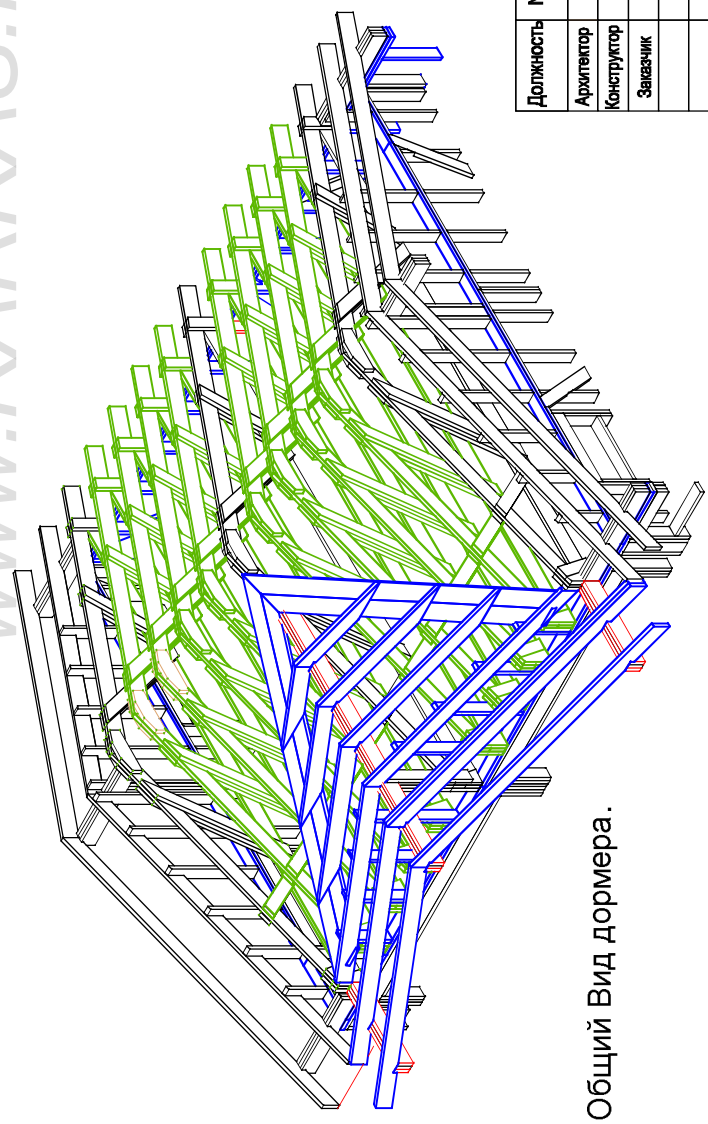 Общий Вид дормера.
Должность
Архитектор
Конструктор
Заказчик